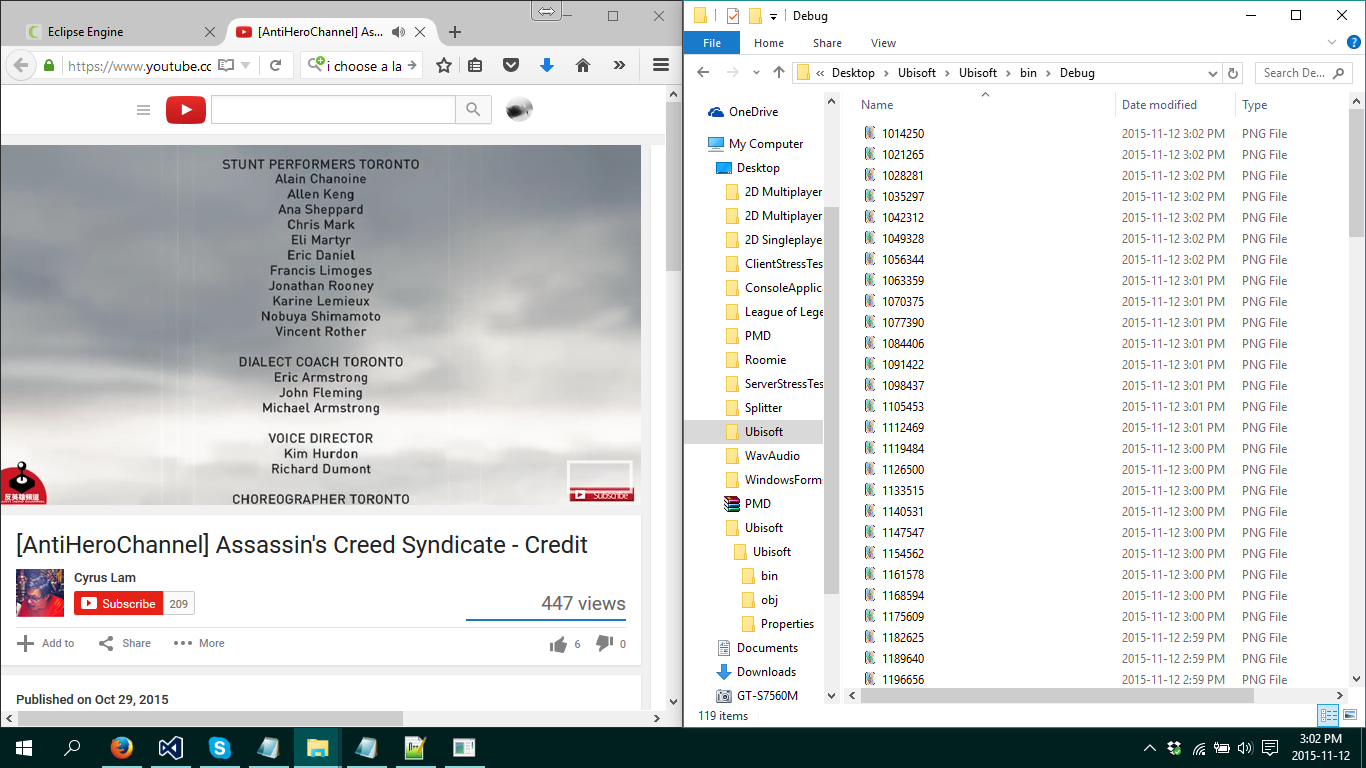 Eclipse Engine
[AntiHeroChannel] As...
https://www.youtube.cc
i choose a la
STUNT PERFORMERS TORONTO
Alain Chanoine
Allen Keng
Ana Sheppard
Chris Mark
Eli Martyr
Eric Daniel
Francis Limoges
Jonathan Rooney
Karine Lemieux
Nobuya Shimamoto
Vincent Rother
DIALECT COACH TORONTO
Eric Armstrong
John Fleming
Michael Armstrong
VOICE DIRECTOR
Kim Hurdon
Richard Dumont
CHOREOGRAPHER TORONTO
反英雄頻道
Subscribe
[AntiHeroChannel] Assassin's Creed Syndicate - Credit
Cyrus Lam
Subscribe 209
447 views
Add to Share More 6 0
Published on Oct 29, 2015
Debug
File Home Share View
« Desktop Ubisoft Ubisoft bin Debug
Search De...
OneDrive
My Computer
Desktop
2D Multiplayer
2D Multiplayer
2D Singleplaye
ClientStressTes
ConsoleApplic
League of Lege
PMD
Roomie
ServerStressTes
Splitter
Ubisoft
WavAudio
WindowsForm
PMD
Ubisoft
Ubisoft
bin
obj
Properties
Documents
Downloads
GT-S7560M
Name Date modified Type
1014250 2015-11-12 3:02 PM PNG File
1021265 2015-11-12 3:02 PM PNG File
1028281 2015-11-12 3:02 PM PNG File
1035297 2015-11-12 3:02 PM PNG File
1042312 2015-11-12 3:02 PM PNG File
1049328 2015-11-12 3:02 PM PNG File
1056344 2015-11-12 3:02 PM PNG File
1063359 2015-11-12 3:01 PM PNG File
1070375 2015-11-12 3:01 PM PNG File
1077390 2015-11-12 3:01 PM PNG File
1084406 2015-11-12 3:01 PM PNG File
1091422 2015-11-12 3:01 PM PNG File
1098437 2015-11-12 3:01 PM PNG File
1105453 2015-11-12 3:01 PM PNG File
1112469 2015-11-12 3:01 PM PNG File
1119484 2015-11-12 3:00 PM PNG File
1126500 2015-11-12 3:00 PM PNG File
1133515 2015-11-12 3:00 PM PNG File
1140531 2015-11-12 3:00 PM PNG File
1147547 2015-11-12 3:00 PM PNG File
1154562 2015-11-12 3:00 PM PNG File
1161578 2015-11-12 3:00 PM PNG File
1168594 2015-11-12 3:00 PM PNG File
1175609 2015-11-12 3:00 PM PNG File
1182625 2015-11-12 2:59 PM PNG File
1189640 2015-11-12 2:59 PM PNG File
1196656 2015-11-12 2:59 PM PNG File
119 items
3:02 PM
2015-11-12